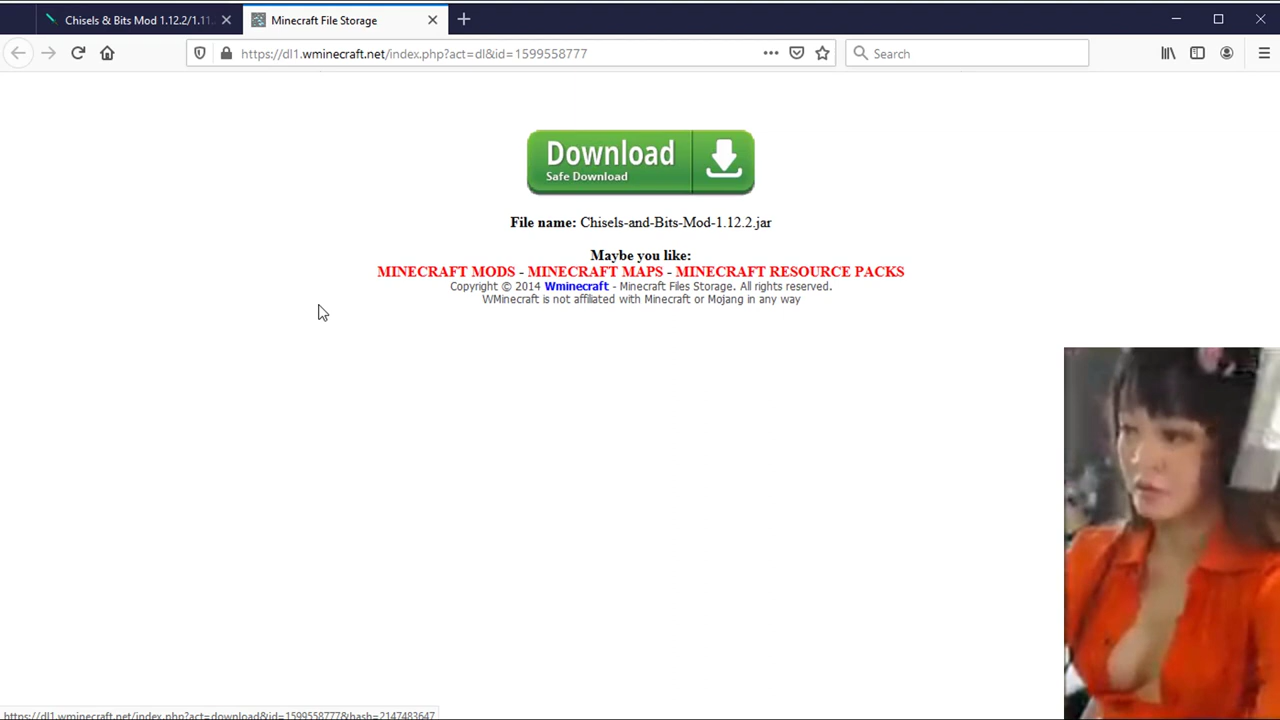 Chisels & Bits Mod 1.12.2/1.11...
Minecraft File Storage
https://dl1.wminecraft.net/index.php?act=dl&id=1599558777
Search
Download
Safe Download
File name: Chisels-and-Bits-Mod-1.12.2.jar
Maybe you like:
MINECRAFT MODS - MINECRAFT MAPS - MINECRAFT RESOURCE PACKS
Copyright © 2014 Wminecraft - Minecraft Files Storage. All rights reserved.
WMinecraft is not affiliated with Minecraft or Mojang in any way
https://dl1.wminecraft.net/index.php?act=download&id=1599558777&hash=2147483647